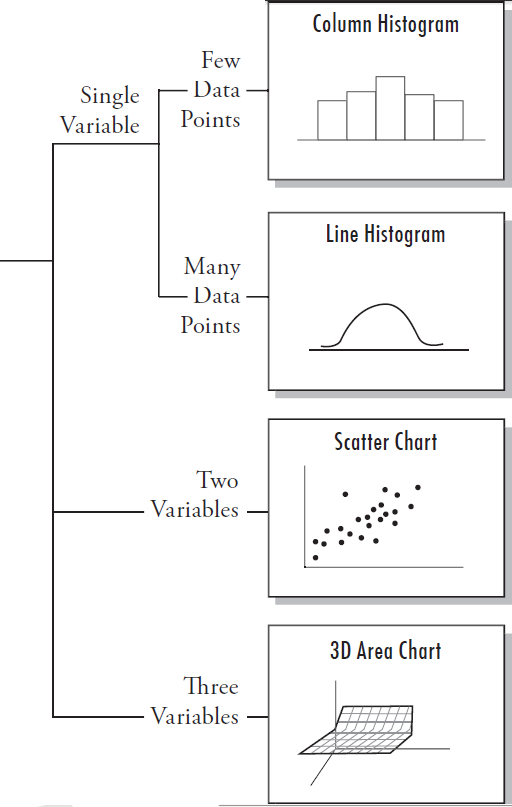 Column Histogram
Few
Data
Points
Single
Variable
Line Histogram
Many
Data
Points
Scatter Chart
Two
Variables
3D Area Chart
Three
Variables